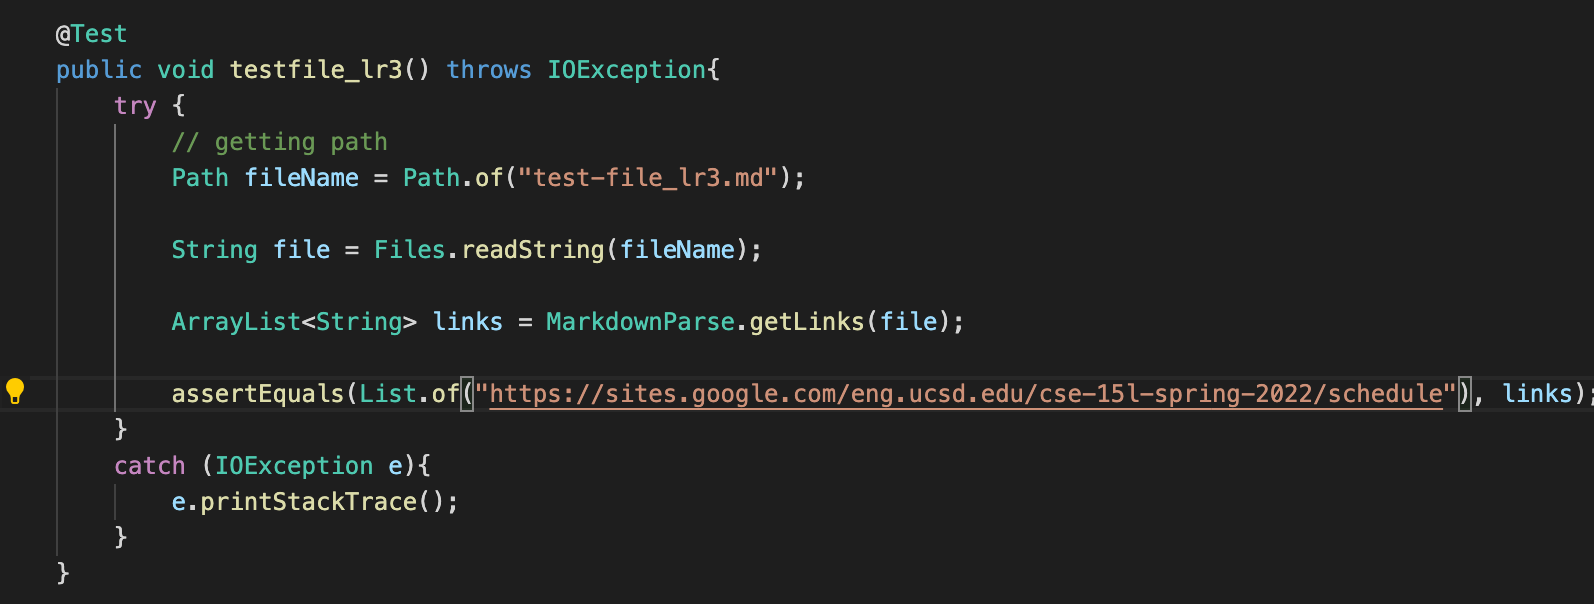 @Test
public void testfile_lr3() throws IOException{
try {
// getting path
Path fileName = Path.of("test-file_lr3.md");
String file = Files.readString(fileName);
ArrayList<String> links = MarkdownParse.getLinks(file);
assertEquals(List.of("https://sites.google.com/eng.ucsd.edu/cse-15l-spring-2022/schedule"), links);
}
catch (IOException e){
e.printStackTrace();
}
}